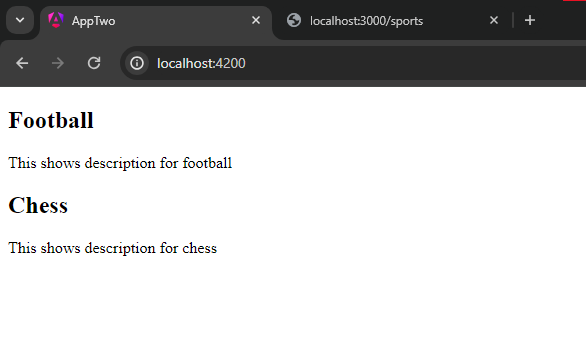 AppTwo
localhost:3000/sports
localhost:4200
Football
This shows description for football
Chess
This shows description for chess